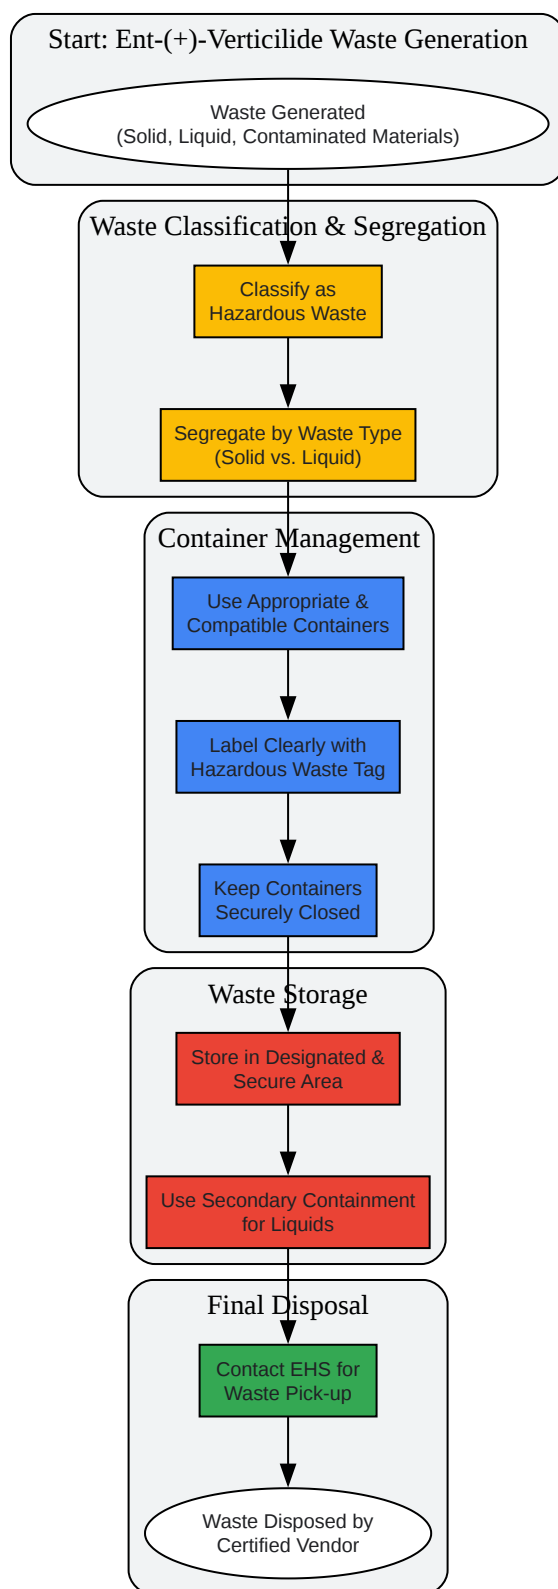 Start: Ent-(+)-Verticilide Waste Generation
Waste Generated
(Solid, Liquid, Contaminated Materials)
Waste Classification & Segregation
Classify as
Hazardous Waste
Segregate by Waste Type
(Solid vs. Liquid)
Container Management
Use Appropriate &
Compatible Containers
Label Clearly with
Hazardous Waste Tag
Keep Containers
Securely Closed
Waste Storage
Store in Designated &
Secure Area
Use Secondary Containment
for Liquids
Final Disposal
Contact EHS for
Waste Pick-up
Waste Disposed by
Certified Vendor